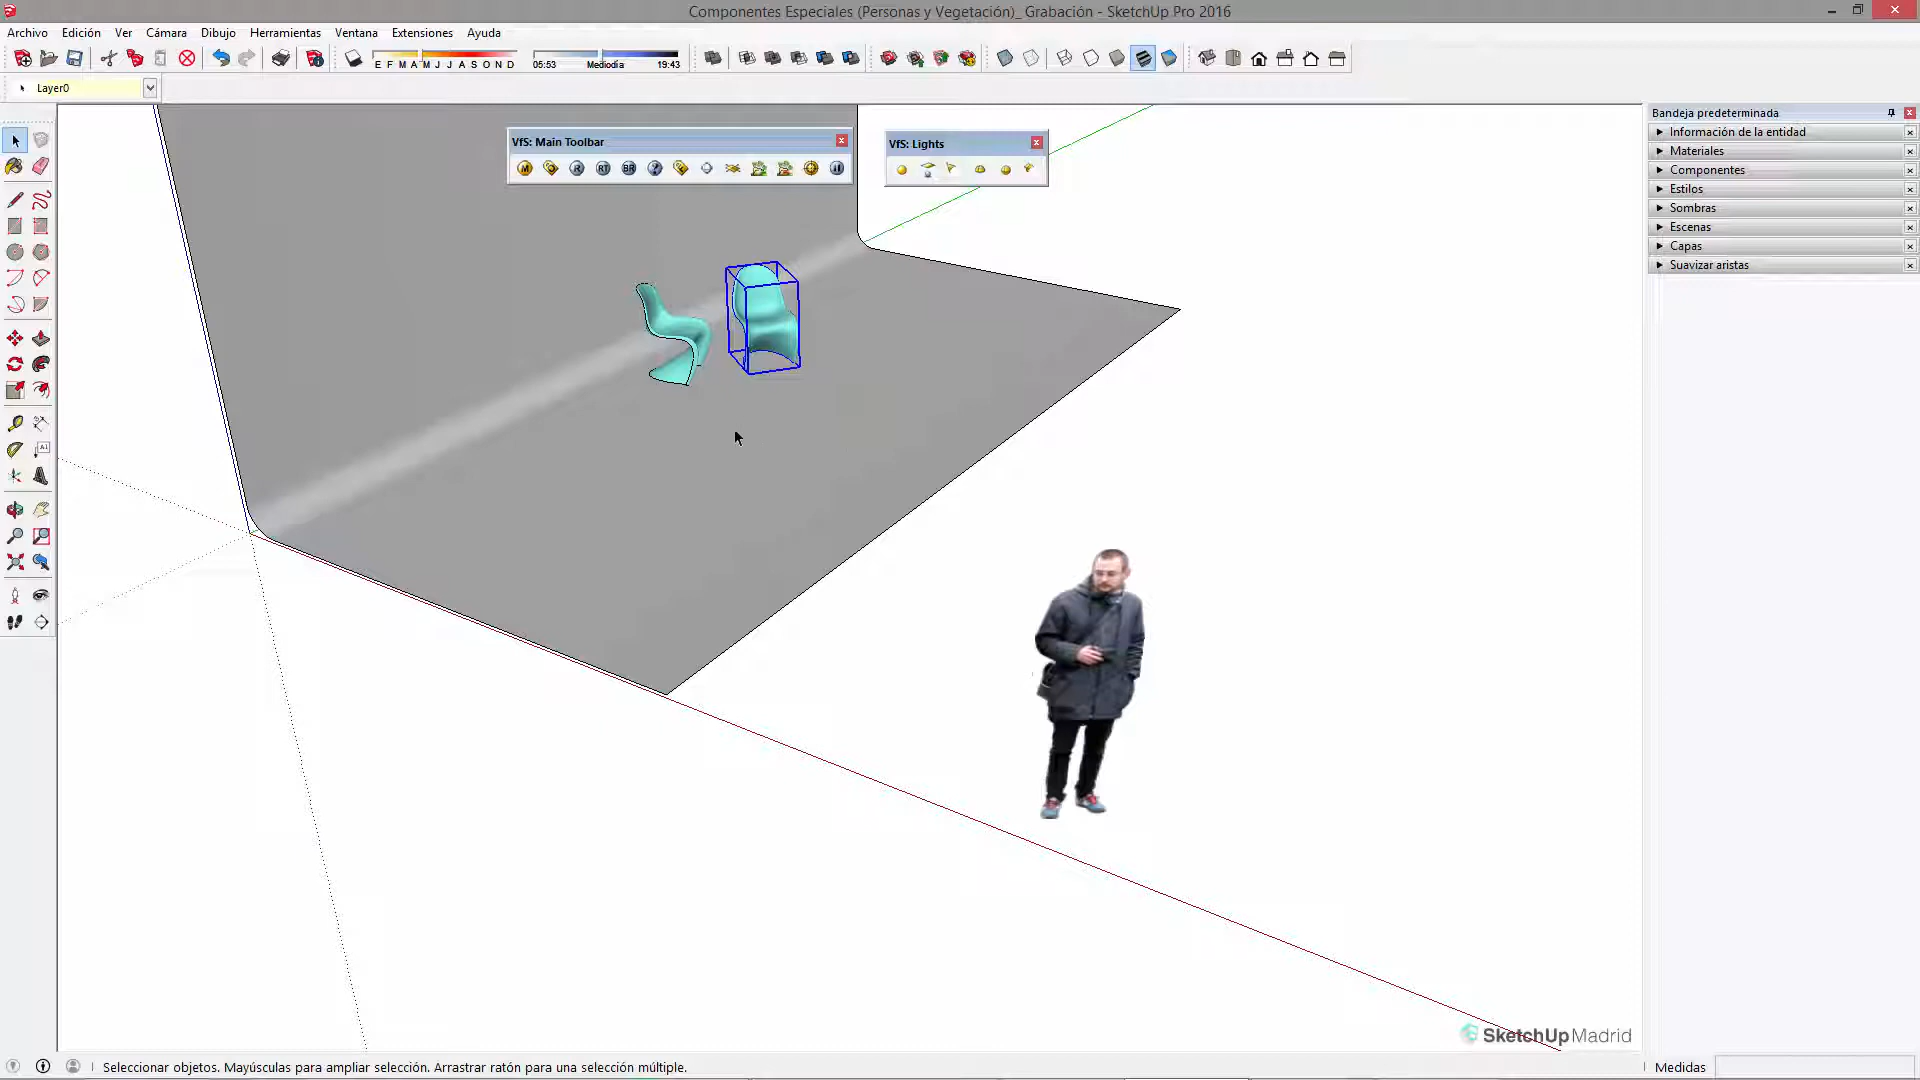 Componentes Especiales (Personas y Vegetación)_ Grabación - SketchUp Pro 2016
Archivo Edición Ver Cámara Dibujo Herramientas Ventana Extensiones Ayuda
E F M A M J J A S O N D 05:53 Mediodía 19:43
Layer0
Bandeja predeterminada
Información de la entidad
Materiales
Componentes
Estilos
Sombras
Escenas
Capas
Suavizar aristas
VfS: Main Toolbar
M R RT BR
VfS: Lights
SketchUp Madrid
Seleccionar objetos. Mayúsculas para ampliar selección. Arrastrar ratón para una selección múltiple.
Medidas